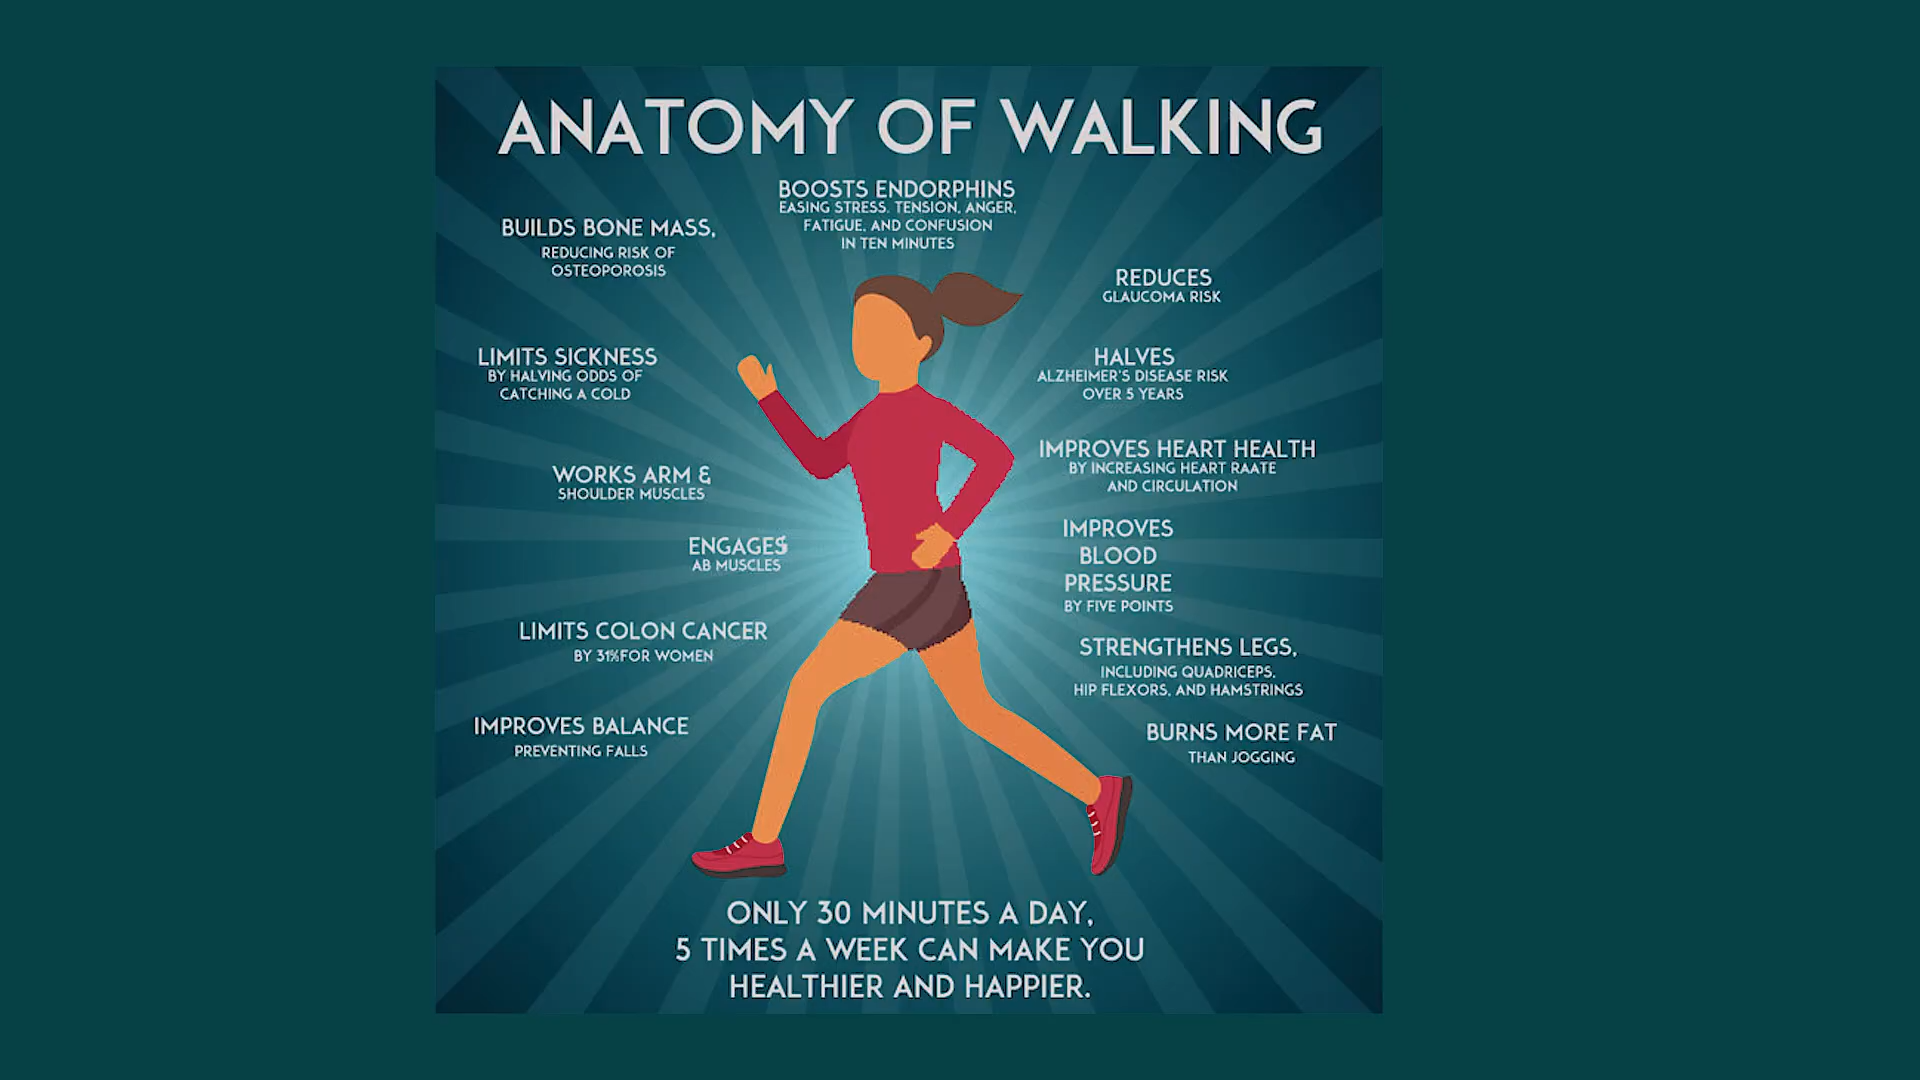 ANATOMY OF WALKING
BOOSTS ENDORPHINS
EASING STRESS. TENSION, ANGER,
FATIGUE, AND CONFUSION
IN TEN MINUTES
BUILDS BONE MASS,
REDUCING RISK OF
OSTEOPOROSIS
REDUCES
GLAUCOMA RISK
LIMITS SICKNESS
BY HALVING ODDS OF
CATCHING A COLD
HALVES
ALZHEIMER'S DISEASE RISK
OVER 5 YEARS
IMPROVES HEART HEALTH
BY INCREASING HEART RAATE
AND CIRCULATION
WORKS ARM &
SHOULDER MUSCLES
IMPROVES
BLOOD
PRESSURE
BY FIVE POINTS
ENGAGES
AB MUSCLES
LIMITS COLON CANCER
BY 31%FOR WOMEN
STRENGTHENS LEGS,
INCLUDING QUADRICEPS,
HIP FLEXORS, AND HAMSTRINGS
IMPROVES BALANCE
PREVENTING FALLS
BURNS MORE FAT
THAN JOGGING
ONLY 30 MINUTES A DAY,
5 TIMES A WEEK CAN MAKE YOU
HEALTHIER AND HAPPIER.